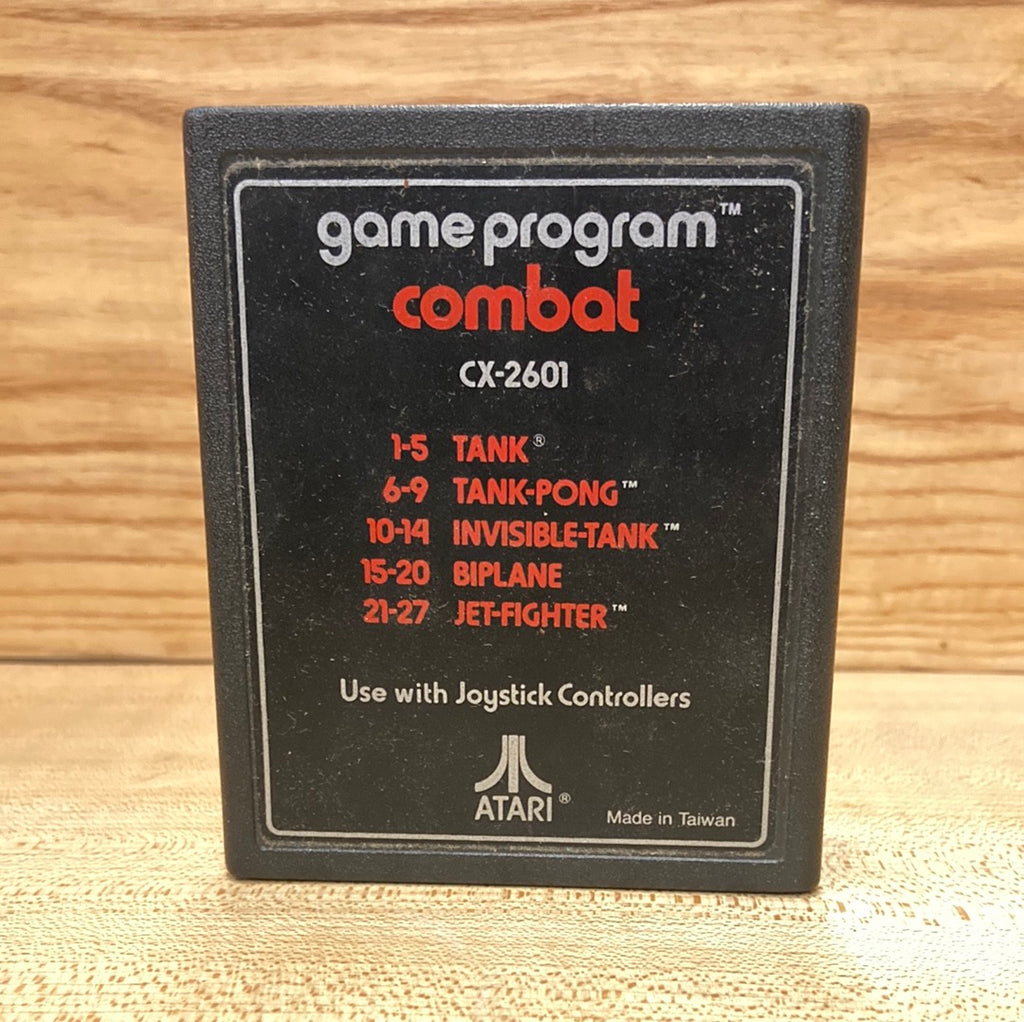 game program™
combat
CX-2601
1-5 TANK®
6-9 TANK-PONG™
10-14 INVISIBLE-TANK™
15-20 BIPLANE
21-27 JET-FIGHTER™
Use with Joystick Controllers
ATARI®
Made in Taiwan